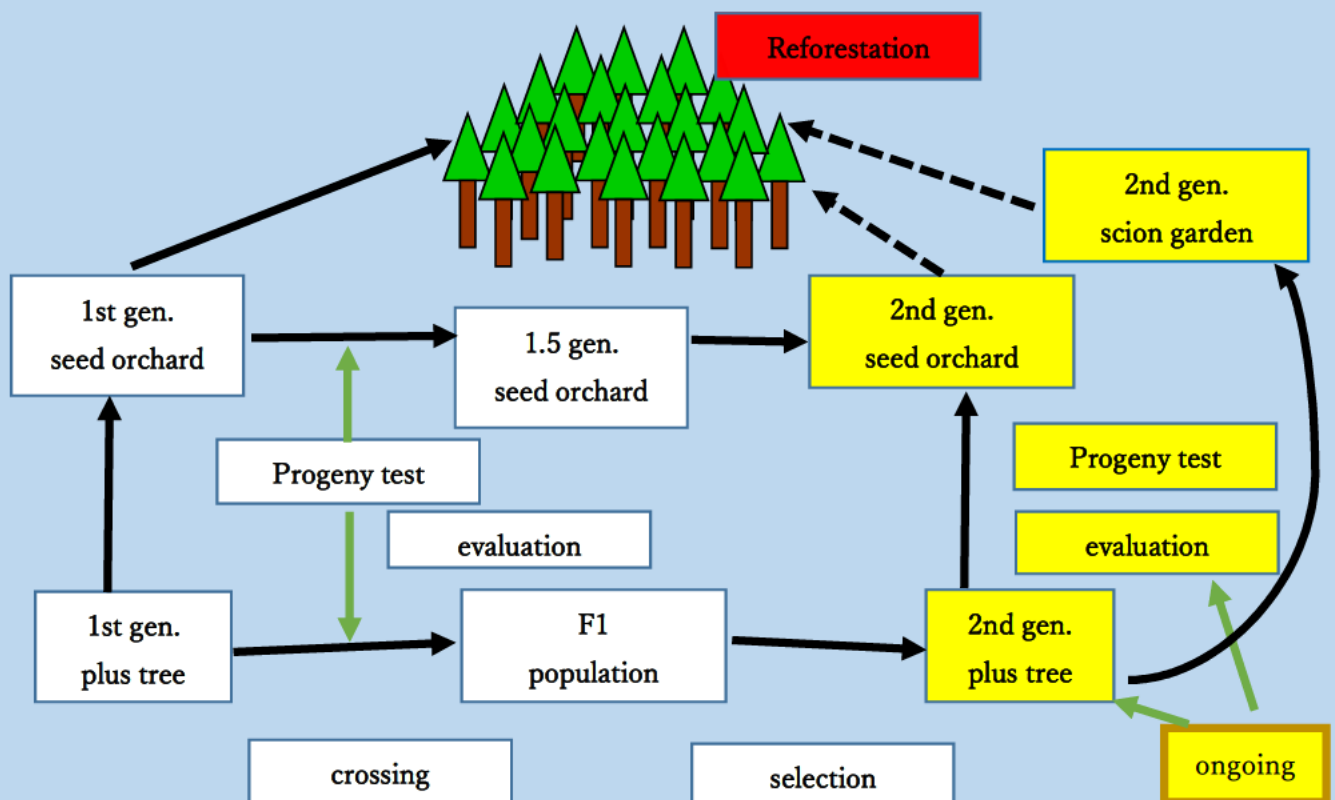 Reforestation
2nd gen.
scion garden
1st gen.
seed orchard
1.5 gen.
seed orchard
2nd gen.
seed orchard
Progeny test
Progeny test
evaluation
evaluation
1st gen.
plus tree
F1
population
2nd gen.
plus tree
crossing
selection
ongoing